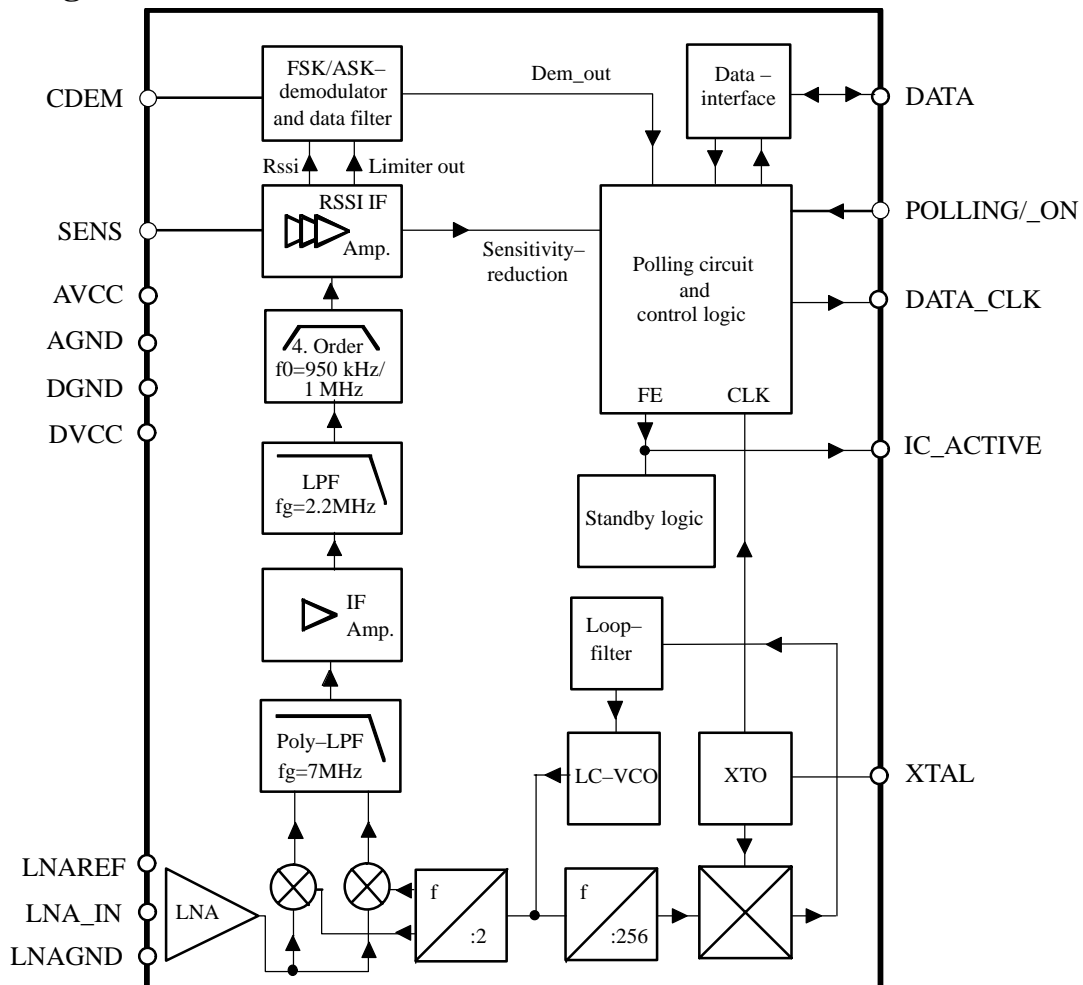 FSK/ASK–
demodulator
and data filter
Dem_out
Data –
interface
CDEM
DATA
Rssi
Limiter out
RSSI IF
Amp.
SENS
POLLING/_ON
Sensitivity–
reduction
Polling circuit
and
control logic
AVCC
DATA_CLK
AGND
4. Order
f0=950 kHz/
1 MHz
DGND
FE
CLK
DVCC
IC_ACTIVE
LPF
fg=2.2MHz
Standby logic
IF
Amp.
Loop–
filter
Poly–LPF
fg=7MHz
LC–VCO
XTO
XTAL
LNAREF
LNA_IN
LNAGND
LNA
f
:2
f
:256